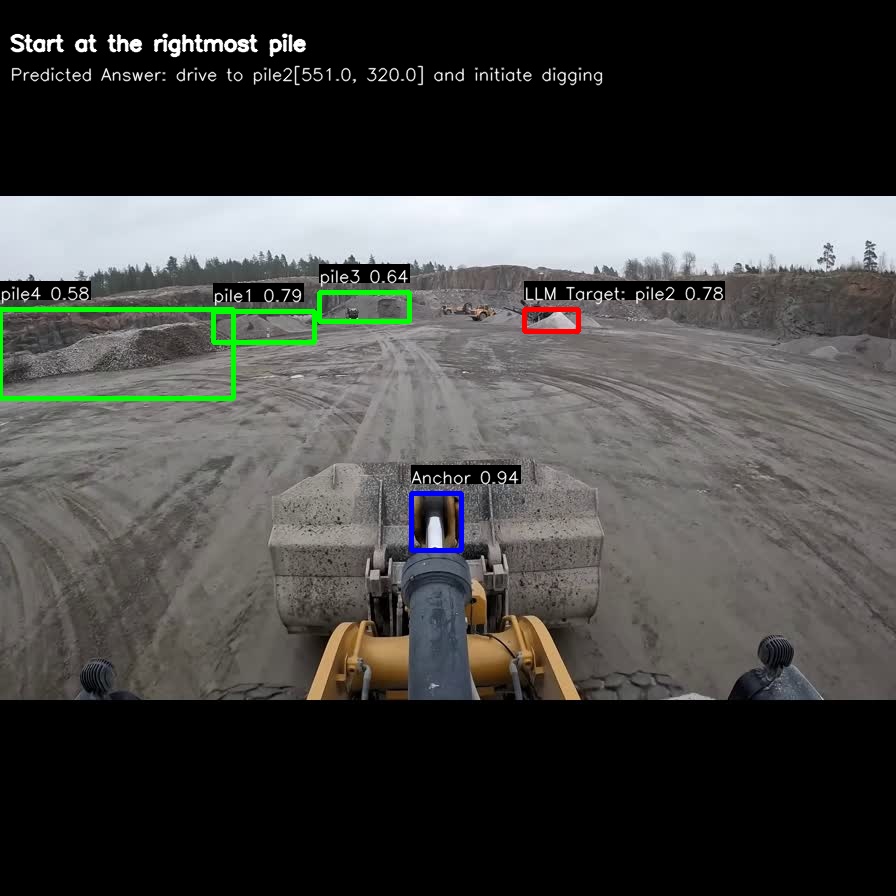 Start at the rightmost pile
Predicted Answer: drive to pile2[551.0, 320.0] and initiate digging
pile3 0.64
pile4 0.58
pile1 0.79
LLM Target: pile2 0.78
Anchor 0.94